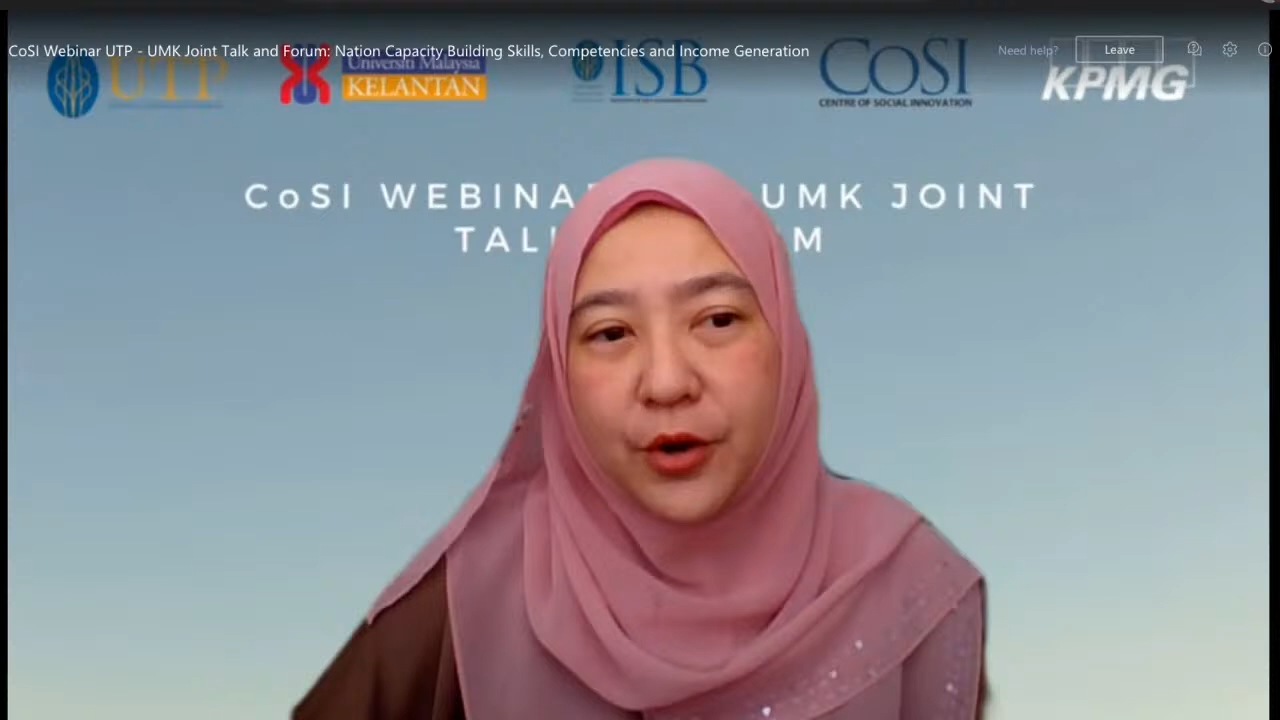 CoSI Webinar UTP - UMK Joint Talk and Forum: Nation Capacity Building Skills, Competencies and Income Generation
Need help?
Leave
UTP
Universiti Malaysia
KELANTAN
ISB
CoSI
CENTRE OF SOCIAL INNOVATION
KPMG
CoSI WEBINA UMK JOINT
TAL M